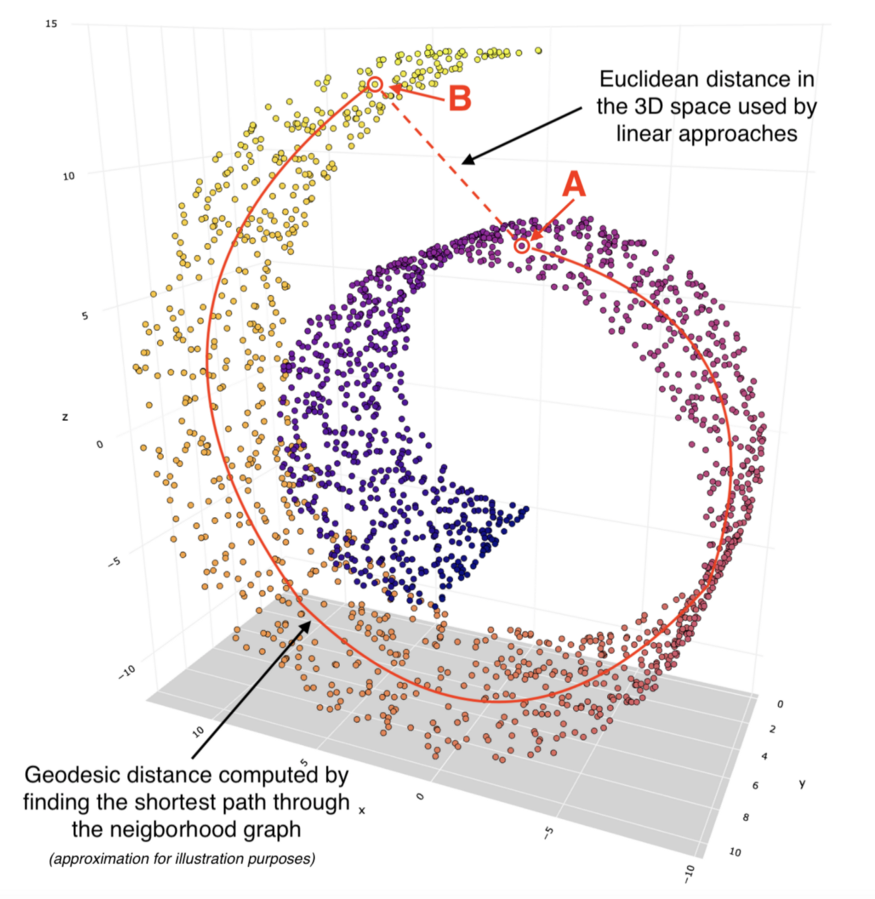 15
B
Euclidean distance in
the 3D space used by
linear approaches
10
A
5
z
0
−5
−10
10
5
0
−5
−10
0
2
4
6
8
10
y
x
Geodesic distance computed by
finding the shortest path through
the neigborhood graph
(approximation for illustration purposes)